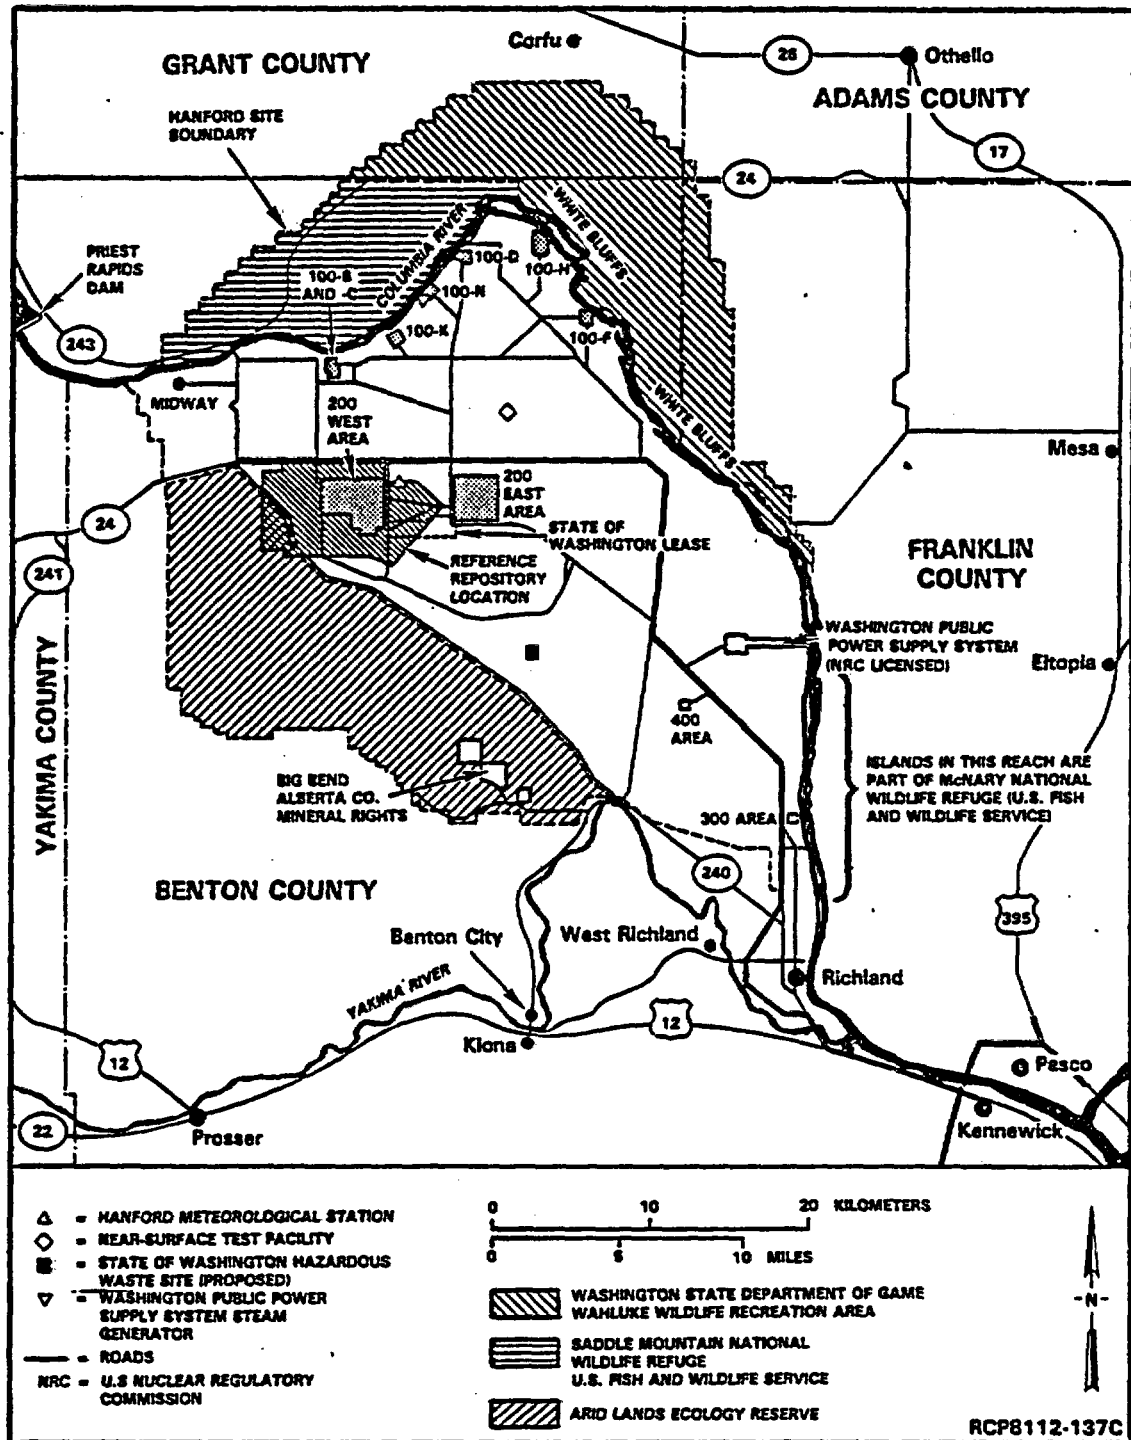 Corfu
26
Othello
GRANT COUNTY
ADAMS COUNTY
HANFORD SITE
BOUNDARY
17
24
PRIEST
RAPIDS
DAM
COLUMBIA RIVER
WHITE BLUFFS
100-D
100-H
100-B
AND -C
100-N
100-K
100-F
243
MIDWAY
200
WEST
AREA
WHITE BLUFFS
Mesa
200
EAST
AREA
24
STATE OF
WASHINGTON LEASE
FRANKLIN
COUNTY
241
REFERENCE
REPOSITORY
LOCATION
WASHINGTON PUBLIC
POWER SUPPLY SYSTEM
(NRC LICENSED)
Eltopia
YAKIMA COUNTY
400
AREA
ISLANDS IN THIS REACH ARE
PART OF McNARY NATIONAL
WILDLIFE REFUGE (U.S. FISH
AND WILDLIFE SERVICE)
BIG BEND
ALBERTA CO.
MINERAL RIGHTS
300 AREA
240
BENTON COUNTY
395
Benton City
West Richland
Richland
YAKIMA RIVER
12
Kiona
12
Pasco
22
Prosser
Kennewick
△ = HANFORD METEOROLOGICAL STATION
◇ = NEAR-SURFACE TEST FACILITY
■ = STATE OF WASHINGTON HAZARDOUS
WASTE SITE (PROPOSED)
▽ = WASHINGTON PUBLIC POWER
SUPPLY SYSTEM STEAM
GENERATOR
= ROADS
NRC = U.S NUCLEAR REGULATORY
COMMISSION
0 10 20 KILOMETERS
0 5 10 MILES
WASHINGTON STATE DEPARTMENT OF GAME
WAHLUKE WILDLIFE RECREATION AREA
SADDLE MOUNTAIN NATIONAL
WILDLIFE REFUGE
U.S. FISH AND WILDLIFE SERVICE
ARID LANDS ECOLOGY RESERVE
-N-
RCP8112-137C